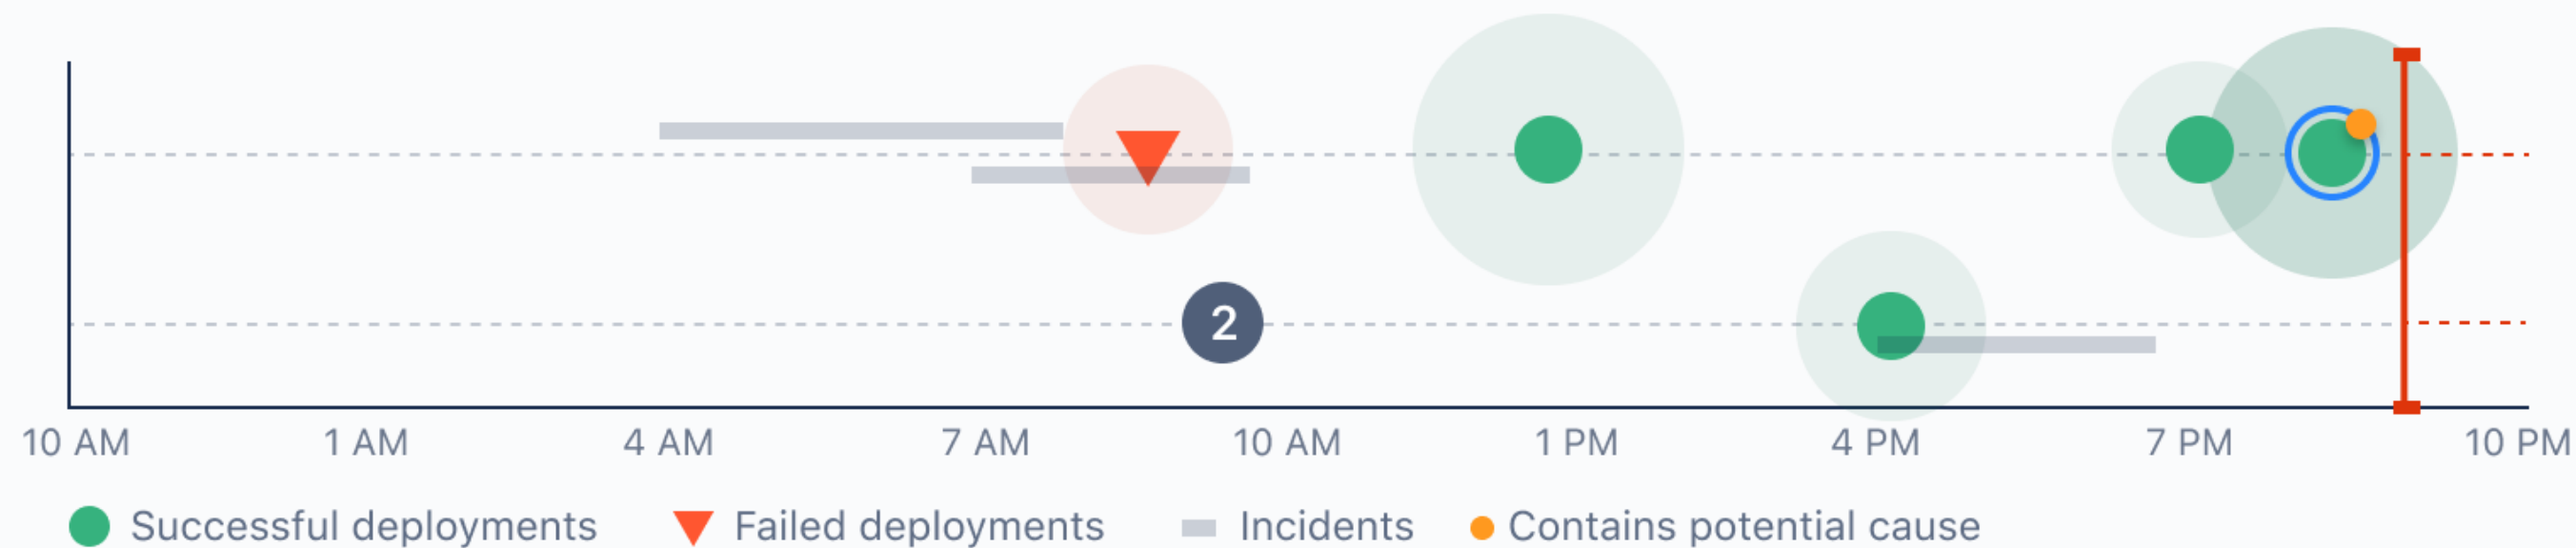 2
10 AM 1 AM 4 AM 7 AM 10 AM 1 PM 4 PM 7 PM 10 PM
Successful deployments Failed deployments Incidents Contains potential cause